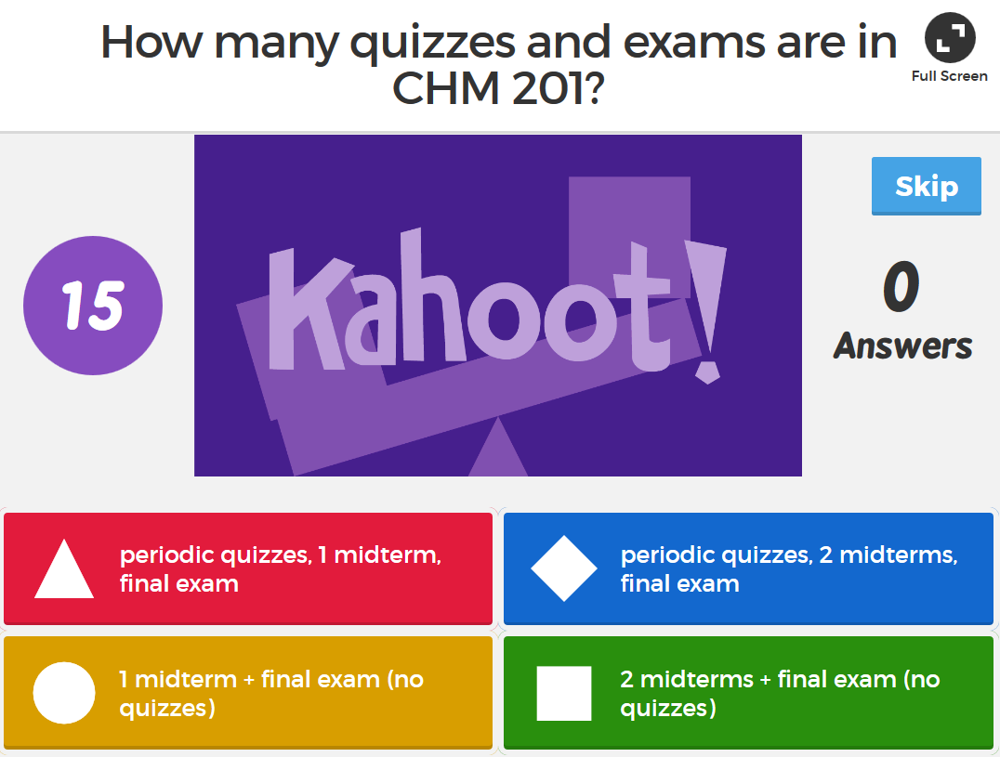 How many quizzes and exams are in
CHM 201?
Full Screen
Skip
15
Kahoot!
0
Answers
periodic quizzes, 1 midterm,
final exam
periodic quizzes, 2 midterms,
final exam
1 midterm + final exam (no
quizzes)
2 midterms + final exam (no
quizzes)